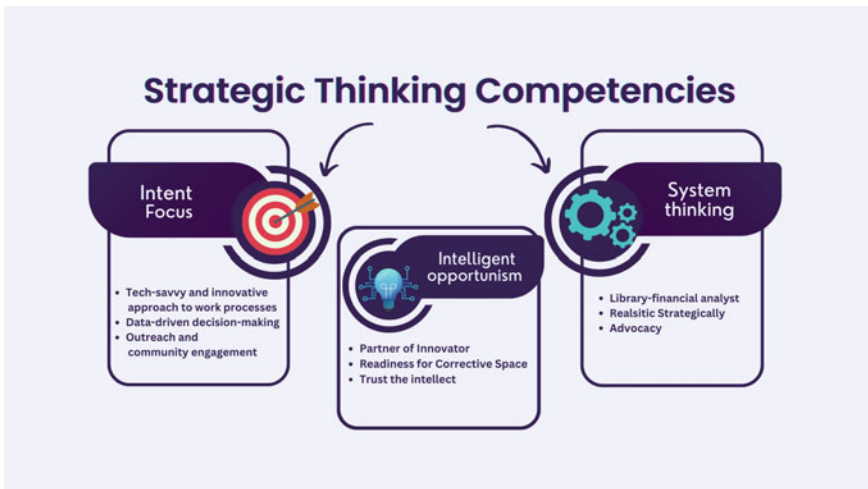 Strategic Thinking Competencies
Intent
Focus
• Tech-savvy and innovative
approach to work processes
• Data-driven decision-making
• Outreach and
community engagement
Intelligent
opportunism
• Partner of Innovator
• Readiness for Corrective Space
• Trust the intellect
System
thinking
• Library-financial analyst
• Realsitic Strategically
• Advocacy